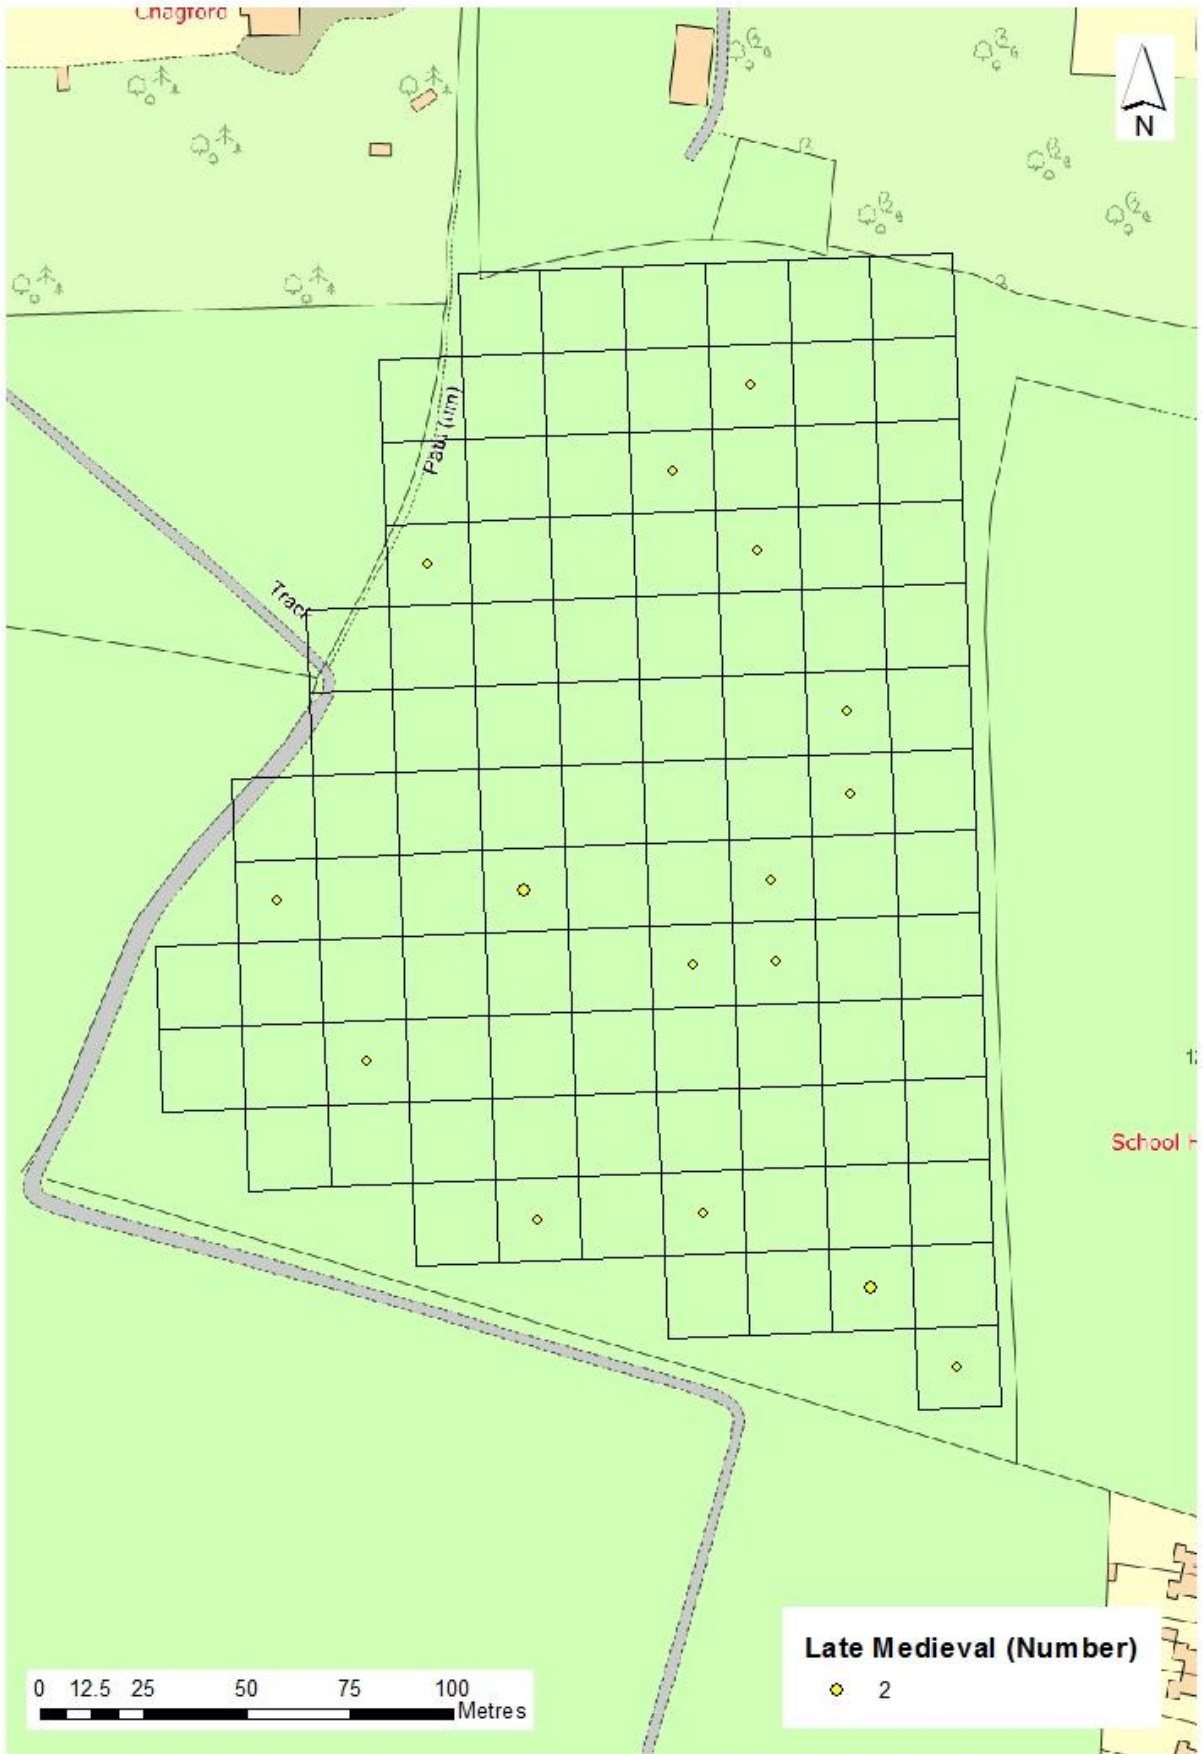 Chagford
N
Path (um)
Track
School H
Late Medieval (Number)
2
0 12.5 25 50 75 100
Metres